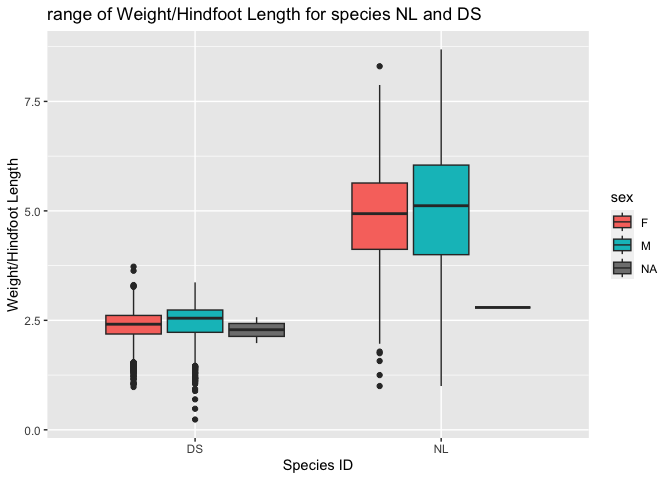 range of Weight/Hindfoot Length for species NL and DS
Weight/Hindfoot Length
7.5
5.0
2.5
0.0
DS
NL
Species ID
sex
F
M
NA